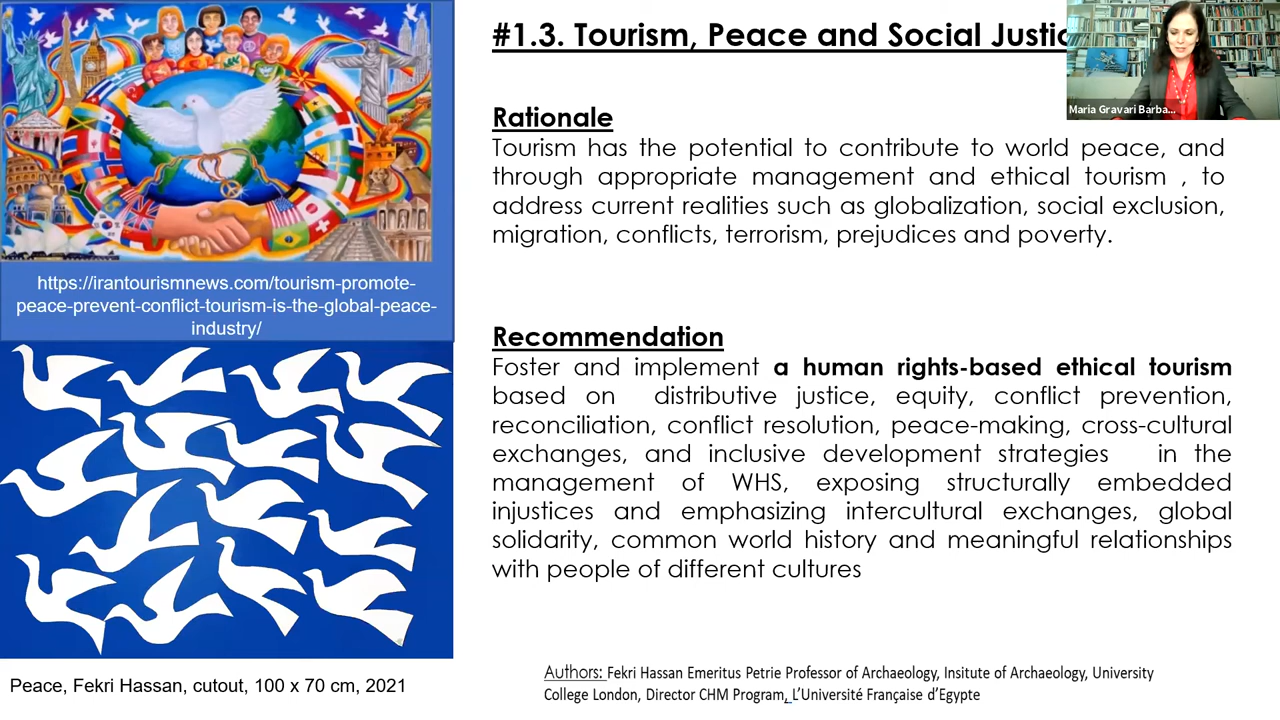 #1.3. Tourism, Peace and Social Justic
Maria Gravari Barba...
Rationale
Tourism has the potential to contribute to world peace, and
through appropriate management and ethical tourism , to
address current realities such as globalization, social exclusion,
migration, conflicts, terrorism, prejudices and poverty.
https://irantourismnews.com/tourism-promote-
peace-prevent-conflict-tourism-is-the-global-peace-
industry/
Recommendation
Foster and implement a human rights-based ethical tourism
based on distributive justice, equity, conflict prevention,
reconciliation, conflict resolution, peace-making, cross-cultural
exchanges, and inclusive development strategies in the
management of WHS, exposing structurally embedded
injustices and emphasizing intercultural exchanges, global
solidarity, common world history and meaningful relationships
with people of different cultures
Peace, Fekri Hassan, cutout, 100 x 70 cm, 2021
Authors: Fekri Hassan Emeritus Petrie Professor of Archaeology, Insitute of Archaeology, University
College London, Director CHM Program, L'Université Française d'Egypte